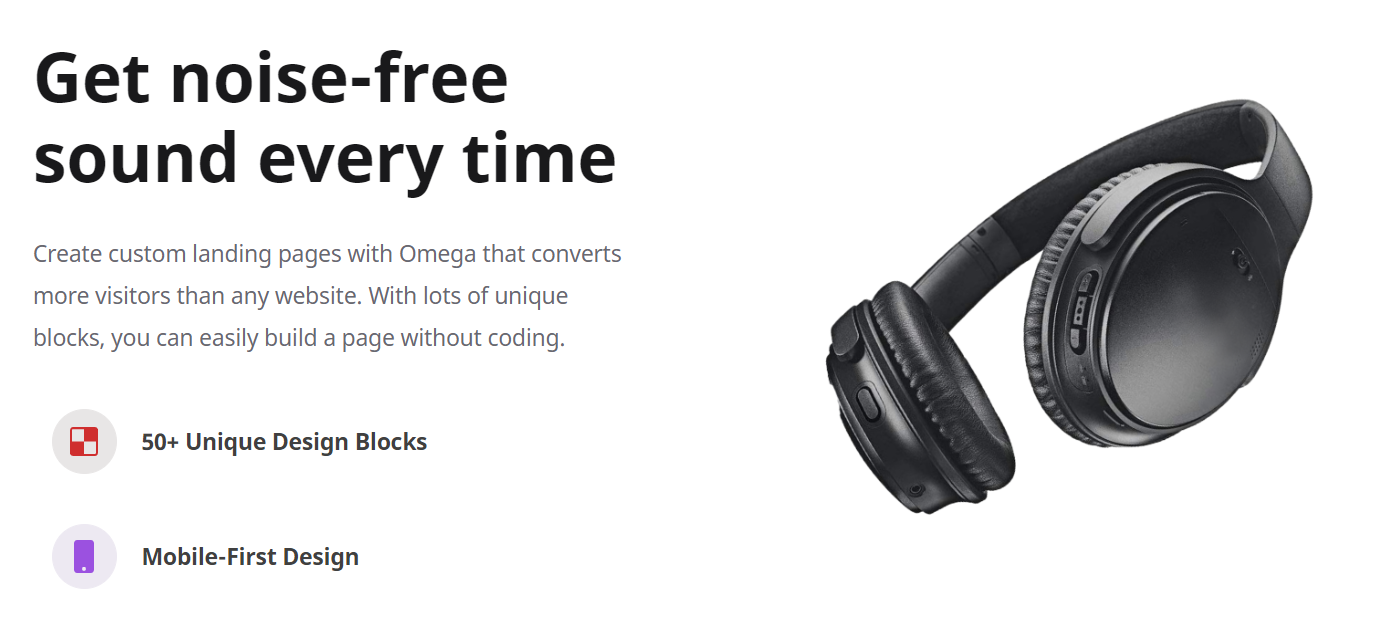 Get noise-free
sound every time
Create custom landing pages with Omega that converts
more visitors than any website. With lots of unique
blocks, you can easily build a page without coding.
50+ Unique Design Blocks
Mobile-First Design